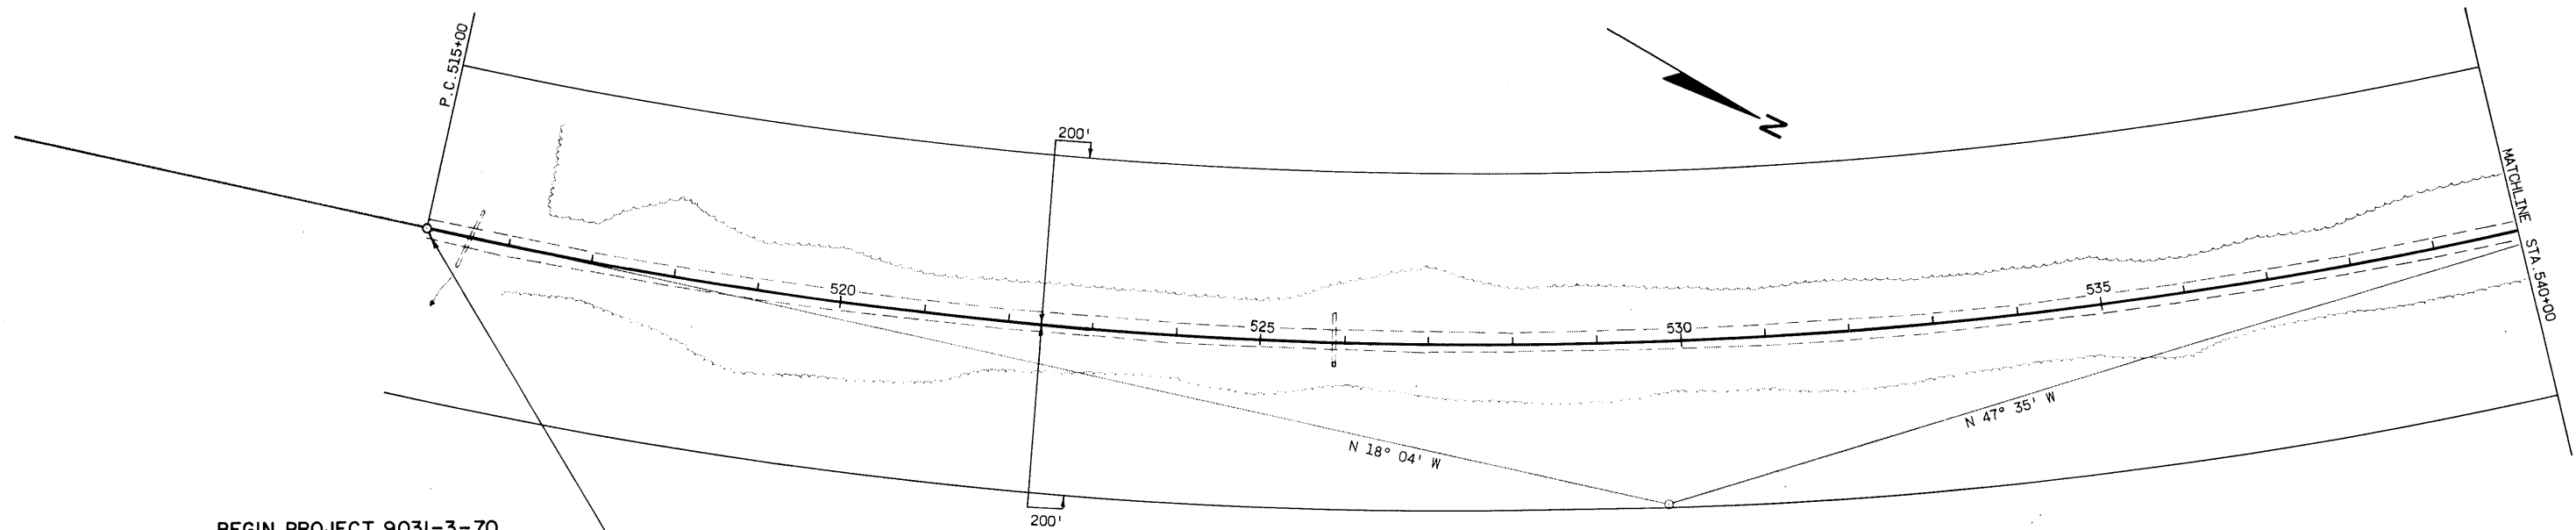 P.C. 515+00
200'
N
520
525
530
535
MATCHLINE STA. 540+00
N 18° 04' W
N 47° 35' W
200'
BEGIN PROJECT 9031-3-70